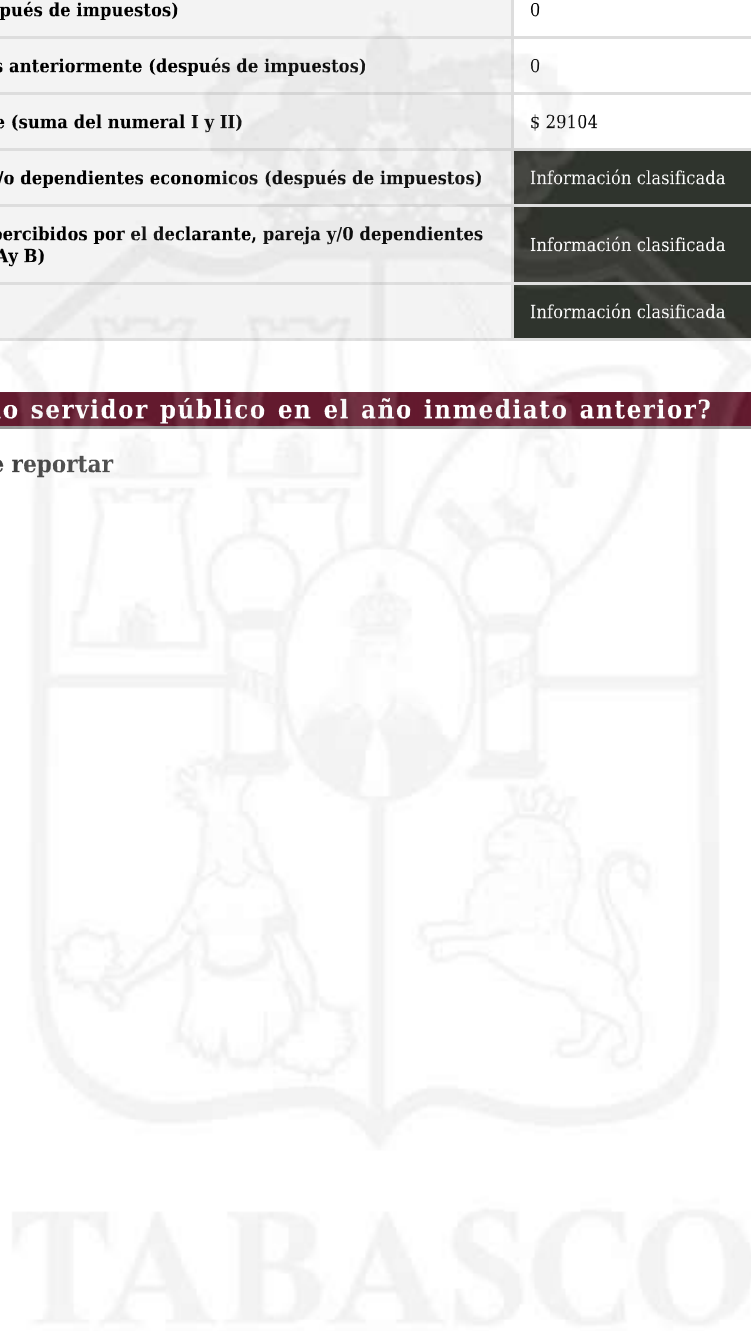 pués de impuestos)
0
s anteriormente (después de impuestos)
0
e (suma del numeral I y II)
$ 29104
/o dependientes economicos (después de impuestos)
Información clasificada
percibidos por el declarante, pareja y/0 dependientes
Ay B)
Información clasificada
Información clasificada
o servidor público en el año inmediato anterior?
e reportar
TABASCO